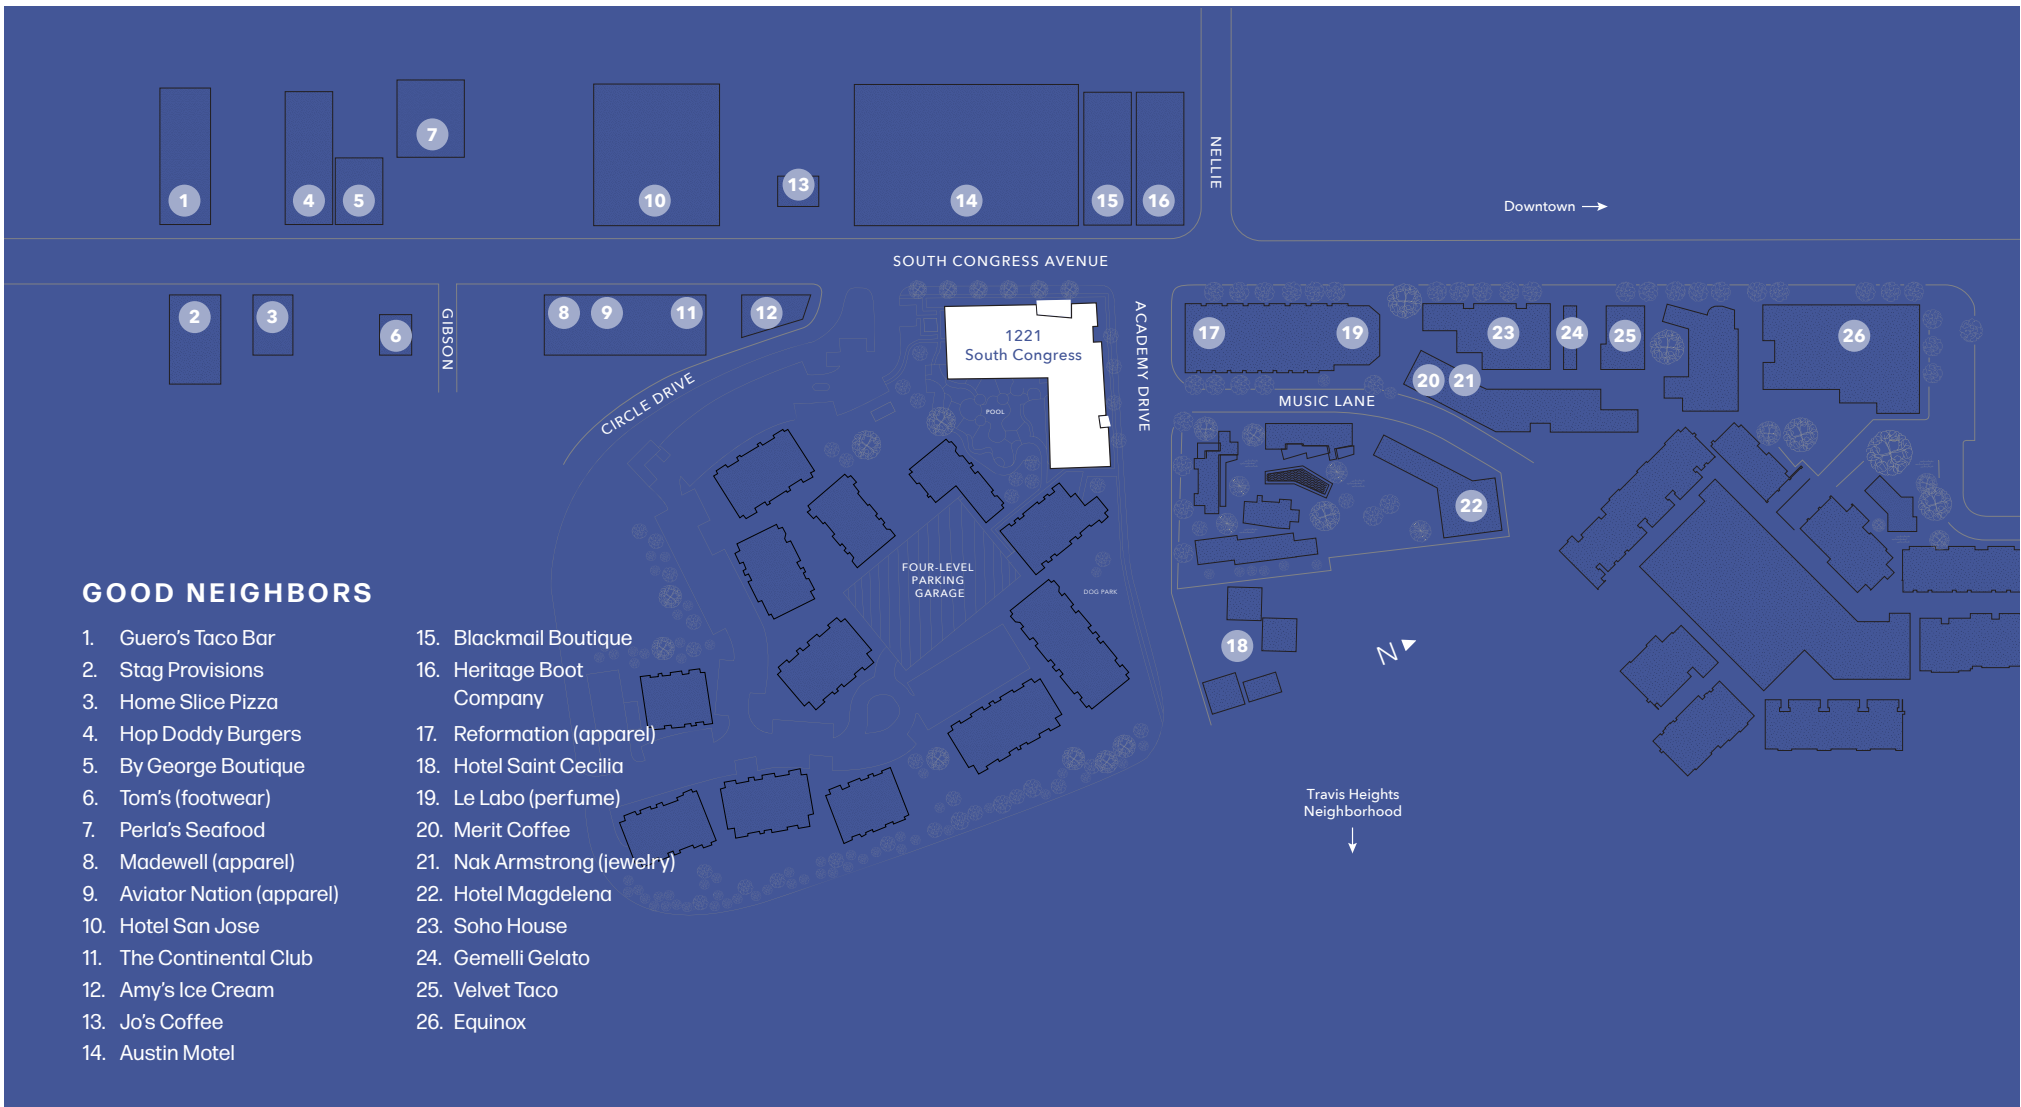 7
1
4
5
10
13
14
15
16
NELLIE
Downtown
SOUTH CONGRESS AVENUE
2
3
6
GIBSON
8
9
11
12
CIRCLE DRIVE
1221
South Congress
ACADEMY DRIVE
17
19
23
24
25
26
20
21
MUSIC LANE
POOL
22
FOUR-LEVEL
PARKING
GARAGE
DOG PARK
18
N
Travis Heights
Neighborhood
GOOD NEIGHBORS
1. Guero's Taco Bar
2. Stag Provisions
3. Home Slice Pizza
4. Hop Doddy Burgers
5. By George Boutique
6. Tom's (footwear)
7. Perla's Seafood
8. Madewell (apparel)
9. Aviator Nation (apparel)
10. Hotel San Jose
11. The Continental Club
12. Amy's Ice Cream
13. Jo's Coffee
14. Austin Motel
15. Blackmail Boutique
16. Heritage Boot
Company
17. Reformation (apparel)
18. Hotel Saint Cecilia
19. Le Labo (perfume)
20. Merit Coffee
21. Nak Armstrong (jewelry)
22. Hotel Magdelena
23. Soho House
24. Gemelli Gelato
25. Velvet Taco
26. Equinox